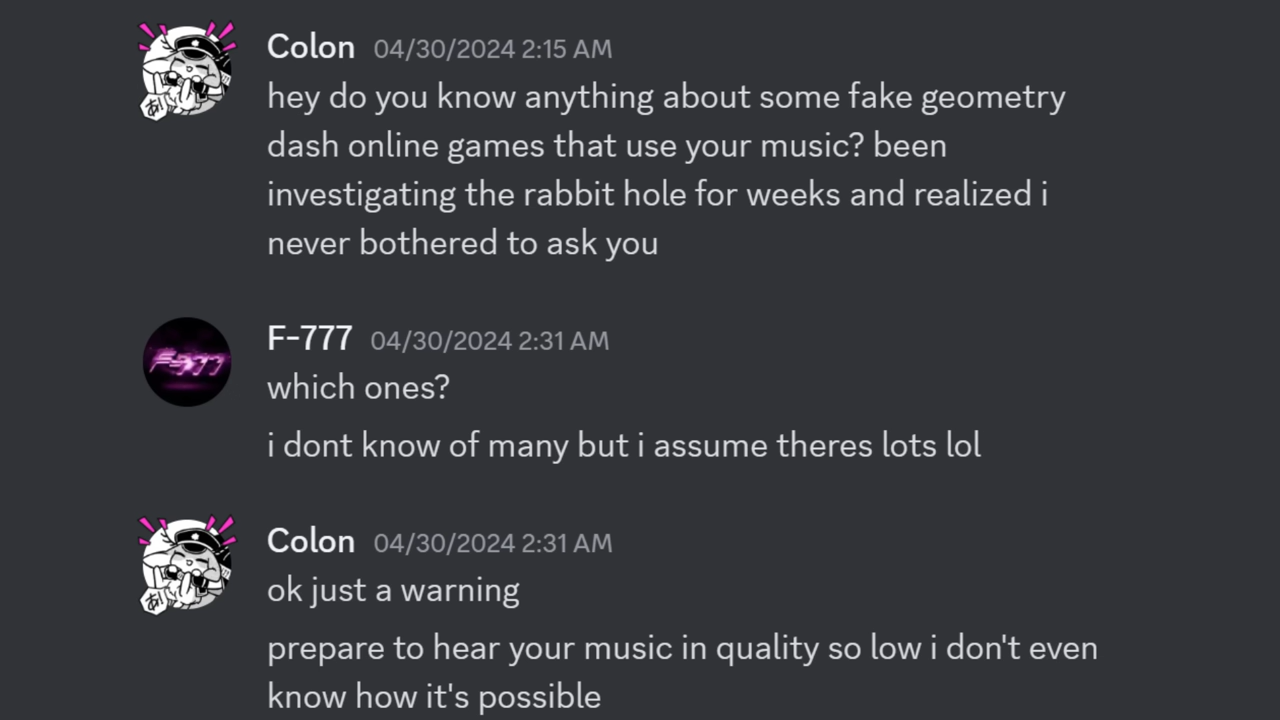 Colon 04/30/2024 2:15 AM
hey do you know anything about some fake geometry
dash online games that use your music? been
investigating the rabbit hole for weeks and realized i
never bothered to ask you
F-777 04/30/2024 2:31 AM
F-777
which ones?
i dont know of many but i assume theres lots lol
Colon 04/30/2024 2:31 AM
ok just a warning
prepare to hear your music in quality so low i don't even
know how it's possible